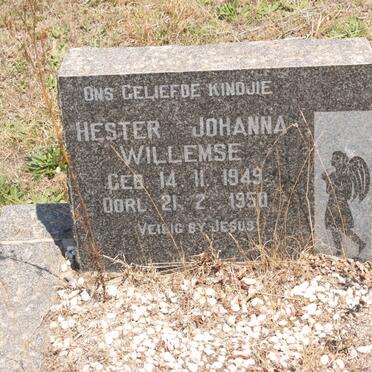 ONS GELIEFDE KINDJIE
HESTER JOHANNA
WILLEMSE
GEB 14. 11. 1949
OORL 21. 2. 1950
VEILIG BY JESUS